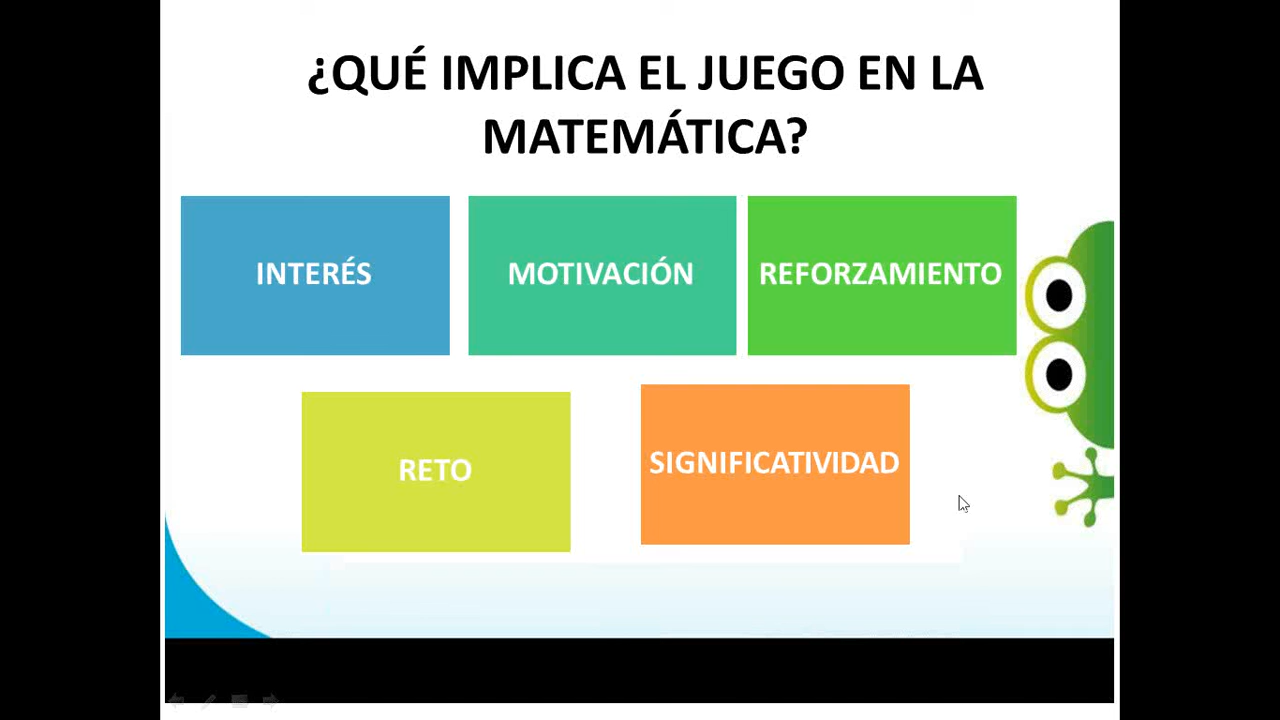 ¿QUÉ IMPLICA EL JUEGO EN LA
MATEMÁTICA?
INTERÉS
MOTIVACIÓN
REFORZAMIENTO
RETO
SIGNIFICATIVIDAD